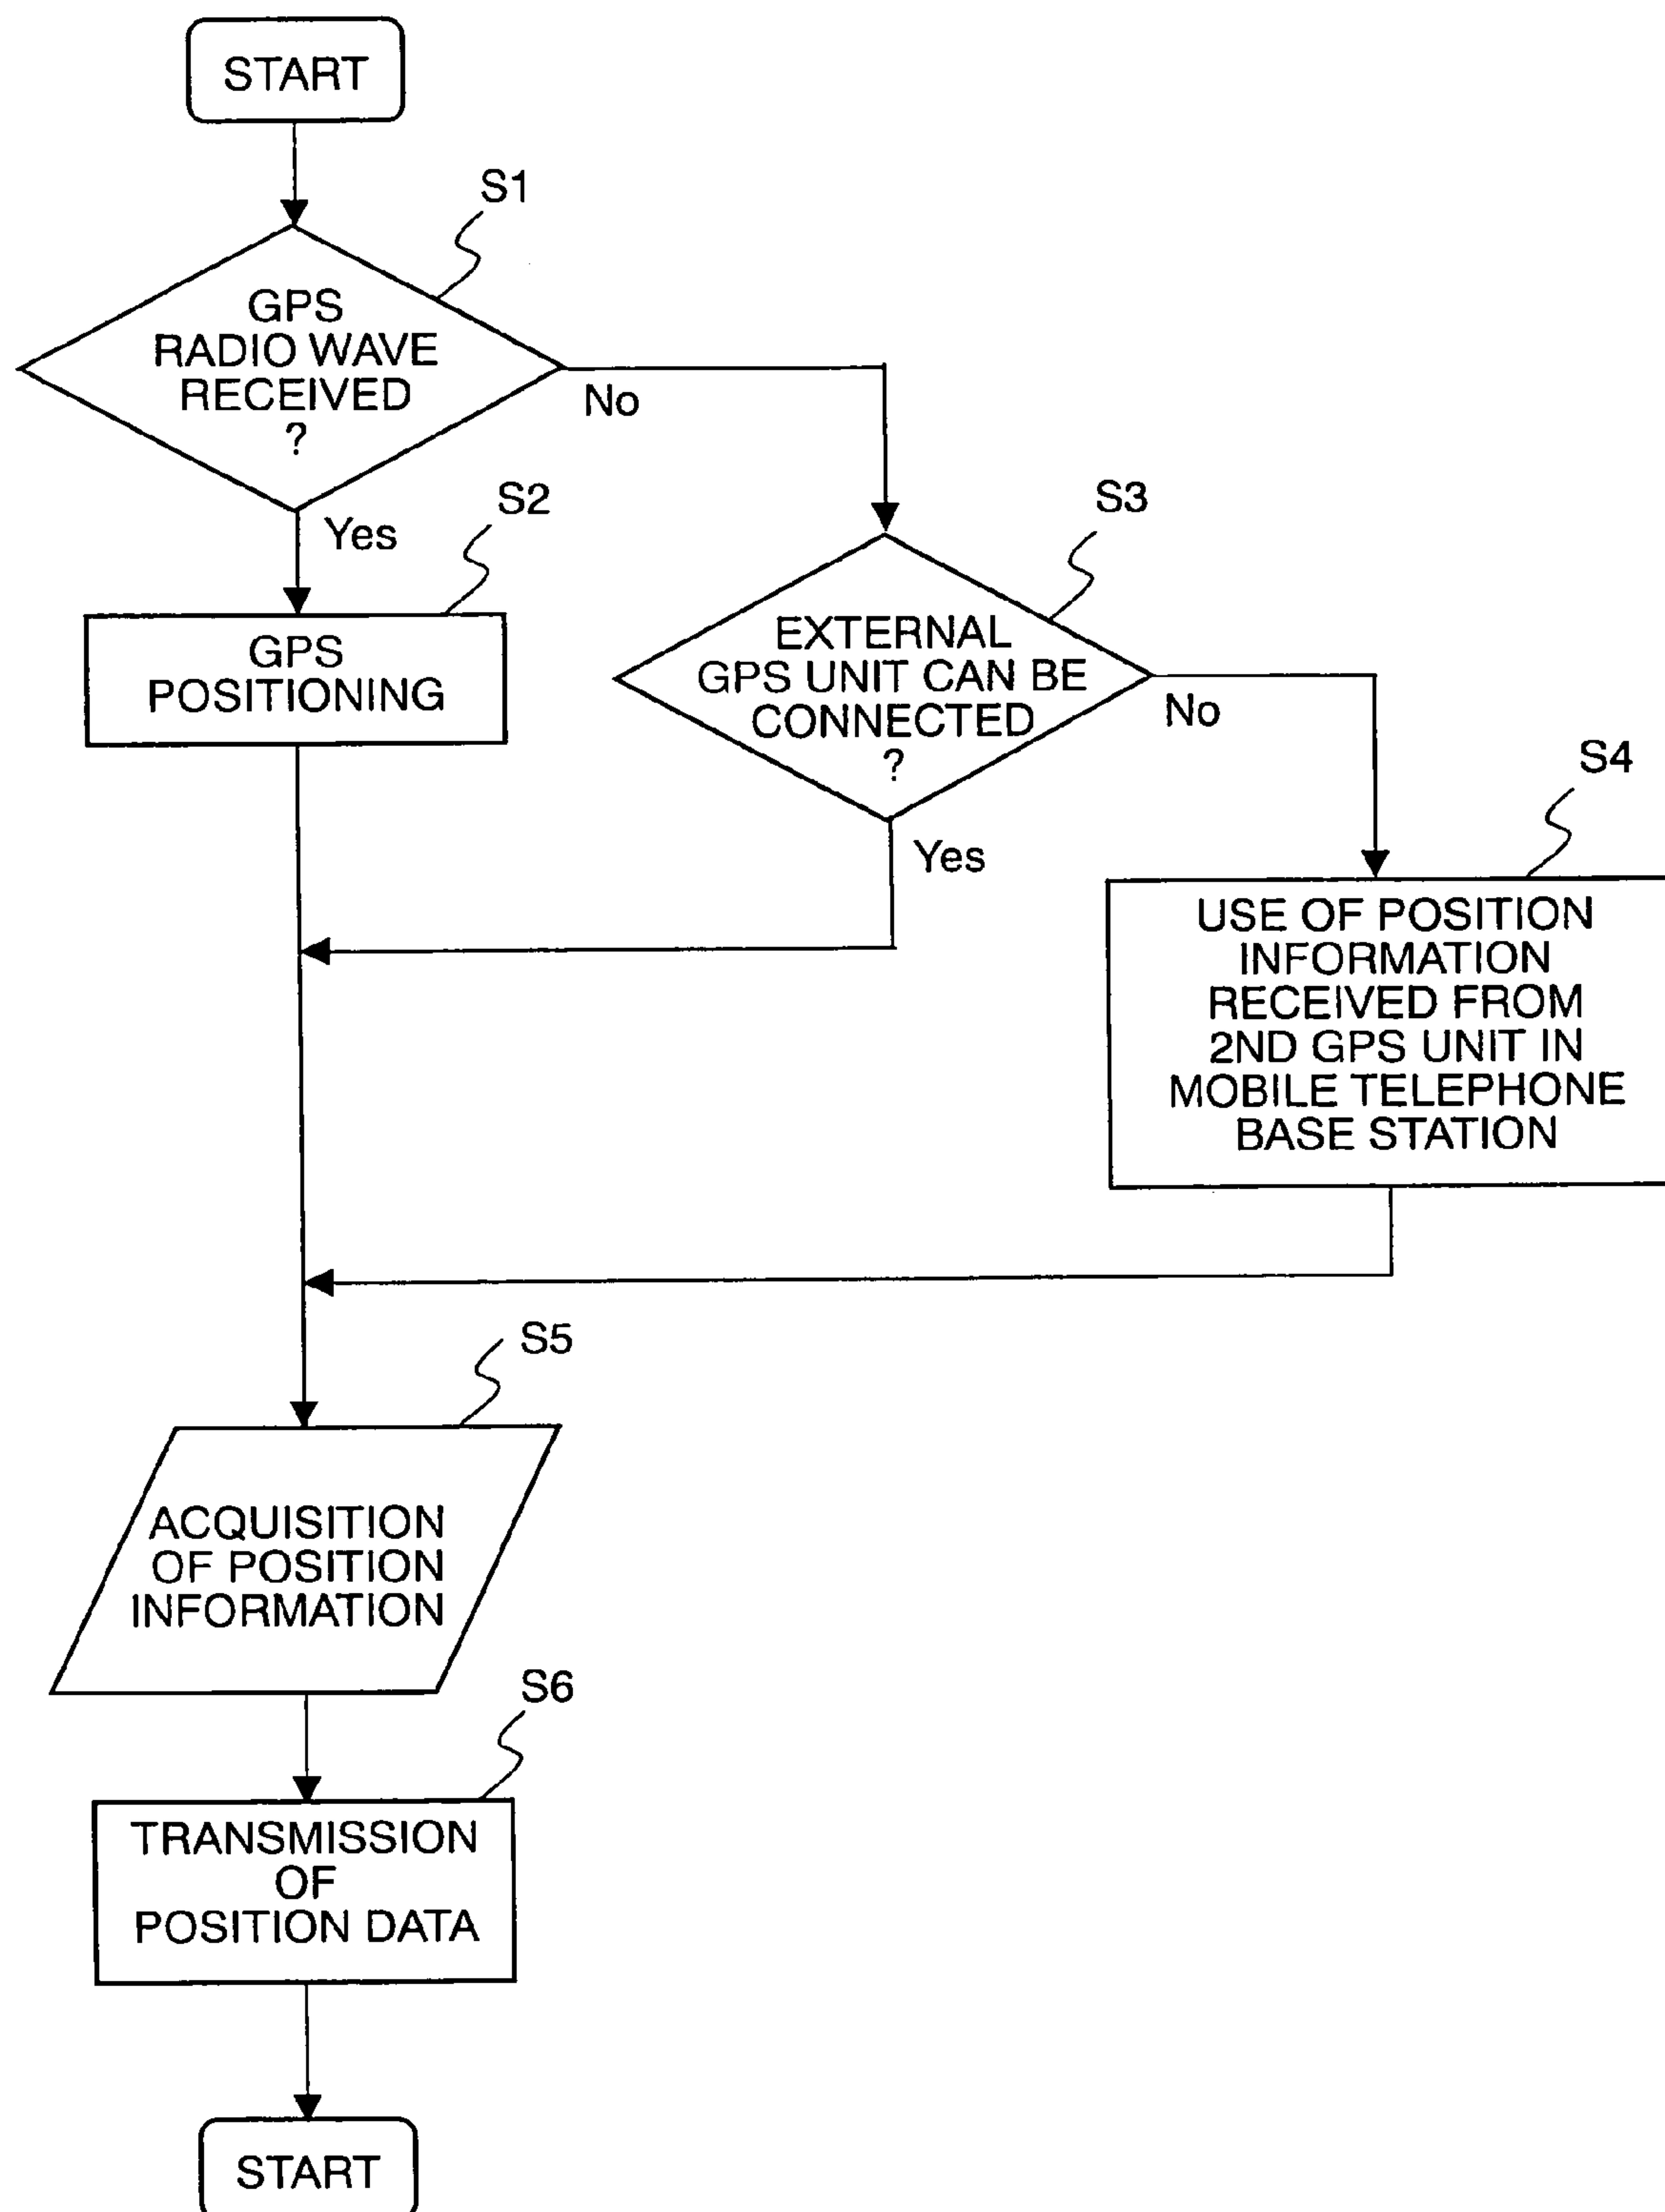 START
S1
GPS
RADIO WAVE
RECEIVED
?
No
Yes
S2
GPS
POSITIONING
S3
EXTERNAL
GPS UNIT CAN BE
CONNECTED
?
No
Yes
S4
USE OF POSITION
INFORMATION
RECEIVED FROM
2ND GPS UNIT IN
MOBILE TELEPHONE
BASE STATION
S5
ACQUISITION
OF POSITION
INFORMATION
S6
TRANSMISSION
OF
POSITION DATA
START